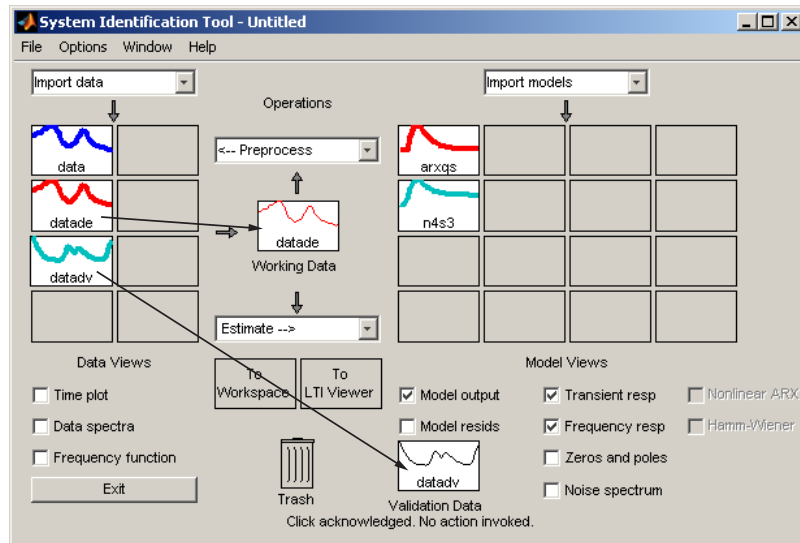 System Identification Tool - Untitled
File Options Window Help
Import data
Import models
Operations
data
<-- Preprocess
arxqs
datade
datade
n4s3
Working Data
datadv
Estimate -->
Data Views
Model Views
To Workspace
To LTI Viewer
Time plot
Model output
Transient resp
Nonlinear ARX
Data spectra
Model resids
Frequency resp
Hamm-Wiener
Frequency function
Zeros and poles
datadv
Exit
Noise spectrum
Trash
Validation Data
Click acknowledged. No action invoked.